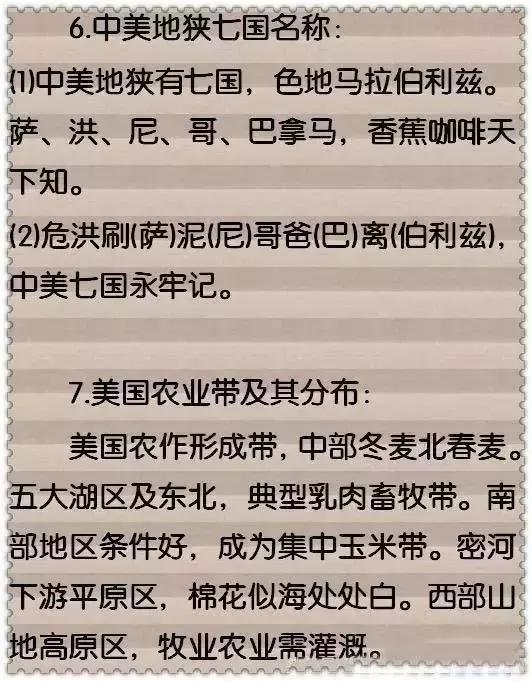 6.中美地狭七国名称：
(1)中美地狭有七国，色地马拉伯利兹。
萨、洪、尼、哥、巴拿马，香蕉咖啡天
下知。
(2)危洪刷(萨)泥(尼)哥爸(巴)离(伯利兹)，
中美七国永牢记。
7.美国农业带及其分布：
美国农作形成带，中部冬麦北春麦。
五大湖区及东北，典型乳肉畜牧带。南
部地区条件好，成为集中玉米带。密河
下游平原区，棉花似海处处白。西部山
地高原区，牧业农业需灌溉。